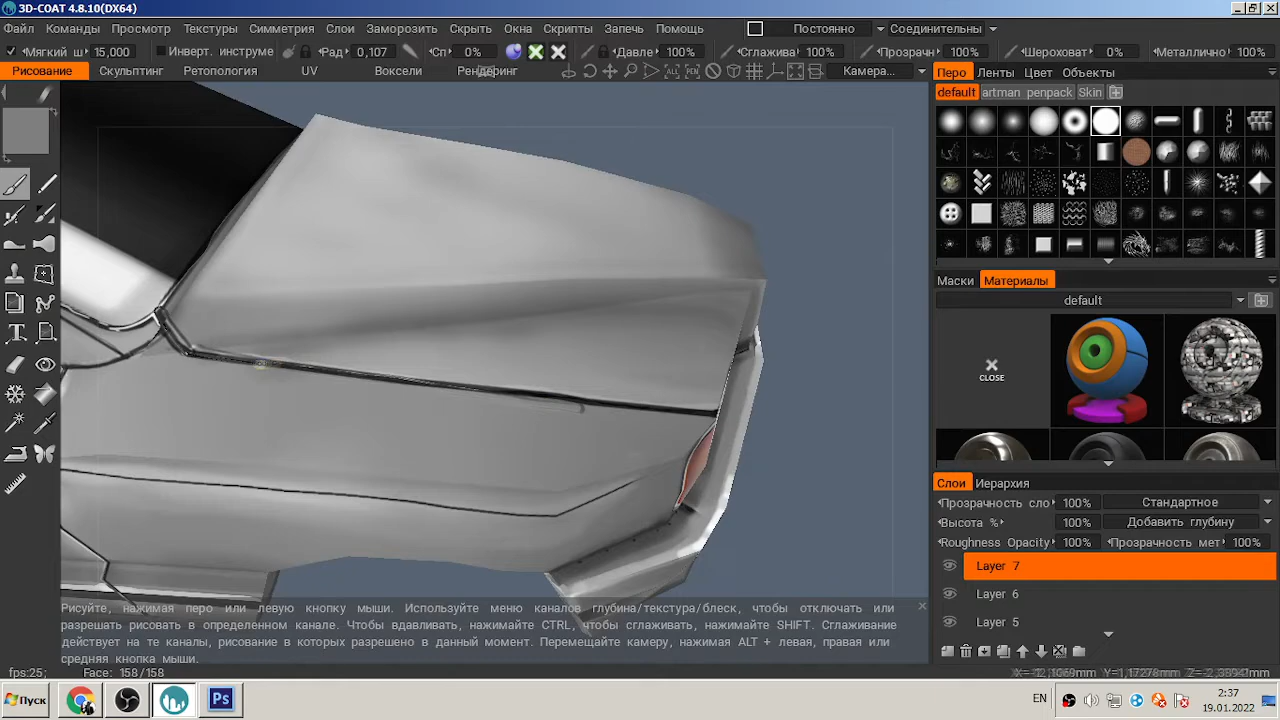 3D-COAT 4.8.10(DX64)
Файл Команды Просмотр Текстуры Симметрия Слои Заморозить Скрыть Окна Скрипты Запечь Помощь Постоянно Соединительны
Мягкий ш 15,000 Инверт. инструме Рад 0,107 Сп 0% Давле 100% Сглажива 100% Прозрачн 100% Шероховат 0% Металлично 100%
Рисование Скульптинг Ретопология UV Воксели Рендеринг ALL PEN Камера...
Перо Ленты Цвет Объекты
default artman penpack Skin
Маски Материалы
default
CLOSE
Слои Иерархия
Прозрачность сло 100% Стандартное
Высота % 100% Добавить глубину
Roughness Opacity 100% Прозрачность мет 100%
Layer 7
Layer 6
Layer 5
Рисуйте, нажимая перо или левую кнопку мыши. Используйте меню каналов глубина/текстура/блеск, чтобы отключать или
разрешать рисовать в определенном канале. Чтобы вдавливать, нажимайте CTRL, чтобы сглаживать, нажимайте SHIFT. Сглаживание
действует на те каналы, рисование в которых разрешено в данный момент. Перемещайте камеру, нажимая ALT + левая, правая или
средняя кнопка мыши.
fps:25; Face: 158/158
Пуск Ps EN 2:37
19.01.2022